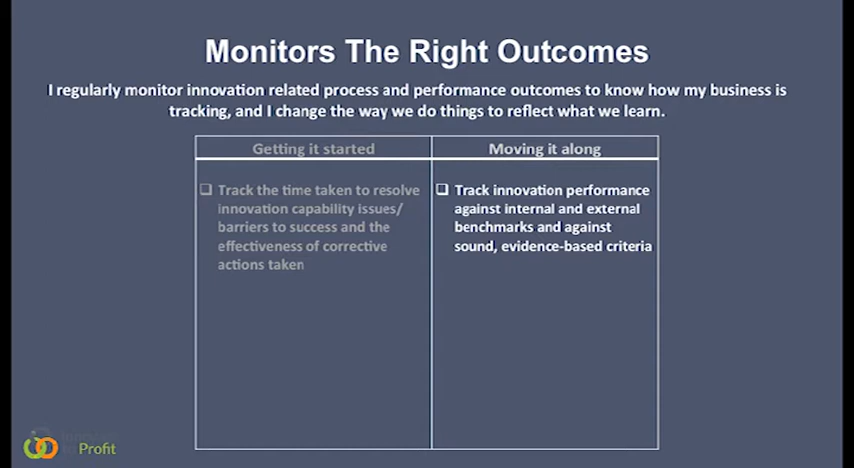 Monitors The Right Outcomes
I regularly monitor innovation related process and performance outcomes to know how my business is
tracking, and I change the way we do things to reflect what we learn.
Getting it started
Moving it along
❑ Track the time taken to resolve
innovation capability issues/
barriers to success and the
effectiveness of corrective
actions taken
❑ Track innovation performance
against internal and external
benchmarks and against
sound, evidence-based criteria
Profit